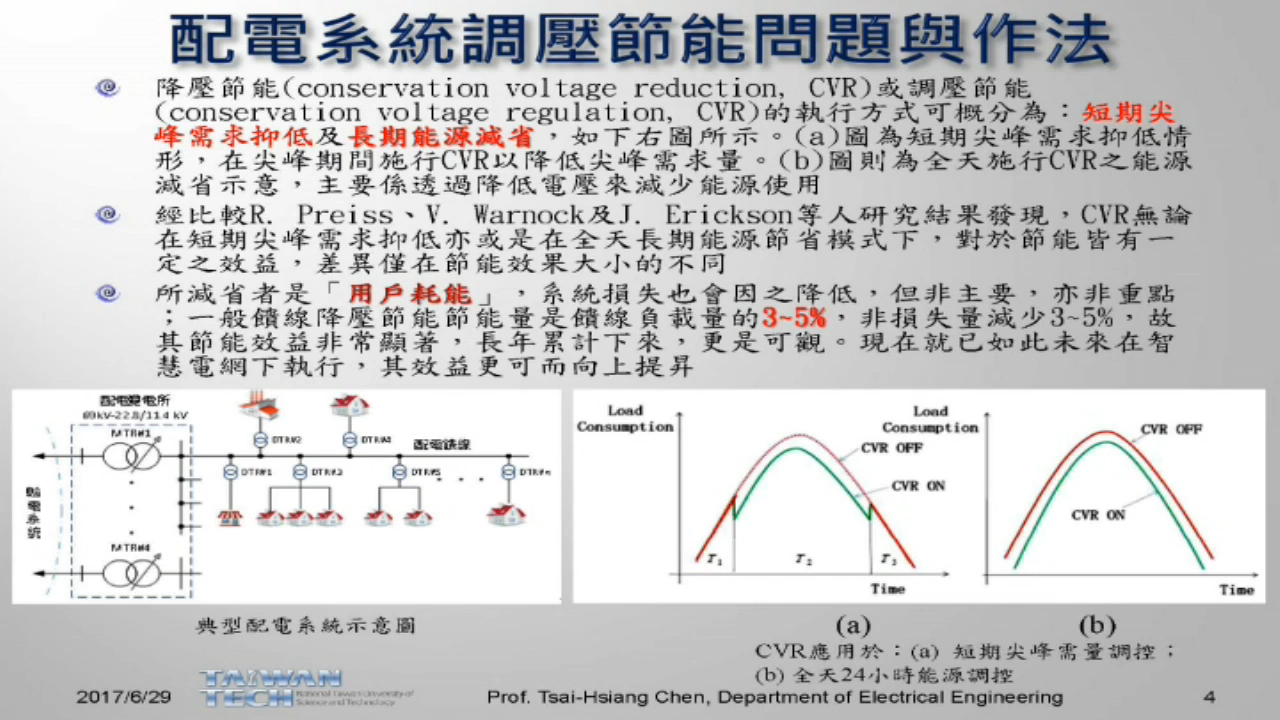 配電系統調壓節能問題與作法
降壓節能(conservation voltage reduction, CVR)或調壓節能
(conservation voltage regulation, CVR)的執行方式可概分為：短期尖
峰需求抑低及長期能源減省，如下右圖所示。(a)圖為短期尖峰需求抑低情
形，在尖峰期間施行CVR以降低尖峰需求量。(b)圖則為全天施行CVR之能源
減省示意，主要係透過降低電壓來減少能源使用
經比較R. Preiss、V. Warnock及J. Erickson等人研究結果發現，CVR無論
在短期尖峰需求抑低亦或是在全天長期能源節省模式下，對於節能皆有一
定之效益，差異僅在節能效果大小的不同
所減省者是「用戶耗能」，系統損失也會因之降低，但非主要，亦非重點
；一般饋線降壓節能節能量是饋線負載量的3~5%，非損失量減少3~5%，故
其節能效益非常顯著，長年累計下來，更是可觀。現在就已如此未來在智
慧電網下執行，其效益更可而向上提昇
配電變電所
69kV-22.8/11.4 kV
MTR#1
MTR#4
輸電系統
DTR#2
DTR#4
配電饋線
DTR#1
DTR#3
DTR#5
DTR#n
典型配電系統示意圖
Load
Consumption
CVR OFF
CVR ON
T1
T2
T3
Time
(a)
Load
Consumption
CVR OFF
CVR ON
Time
(b)
CVR應用於：(a) 短期尖峰需量調控；
(b) 全天24小時能源調控
2017/6/29
TAIWAN
TECH
National Taiwan University of
Science and Technology
Prof. Tsai-Hsiang Chen, Department of Electrical Engineering
4